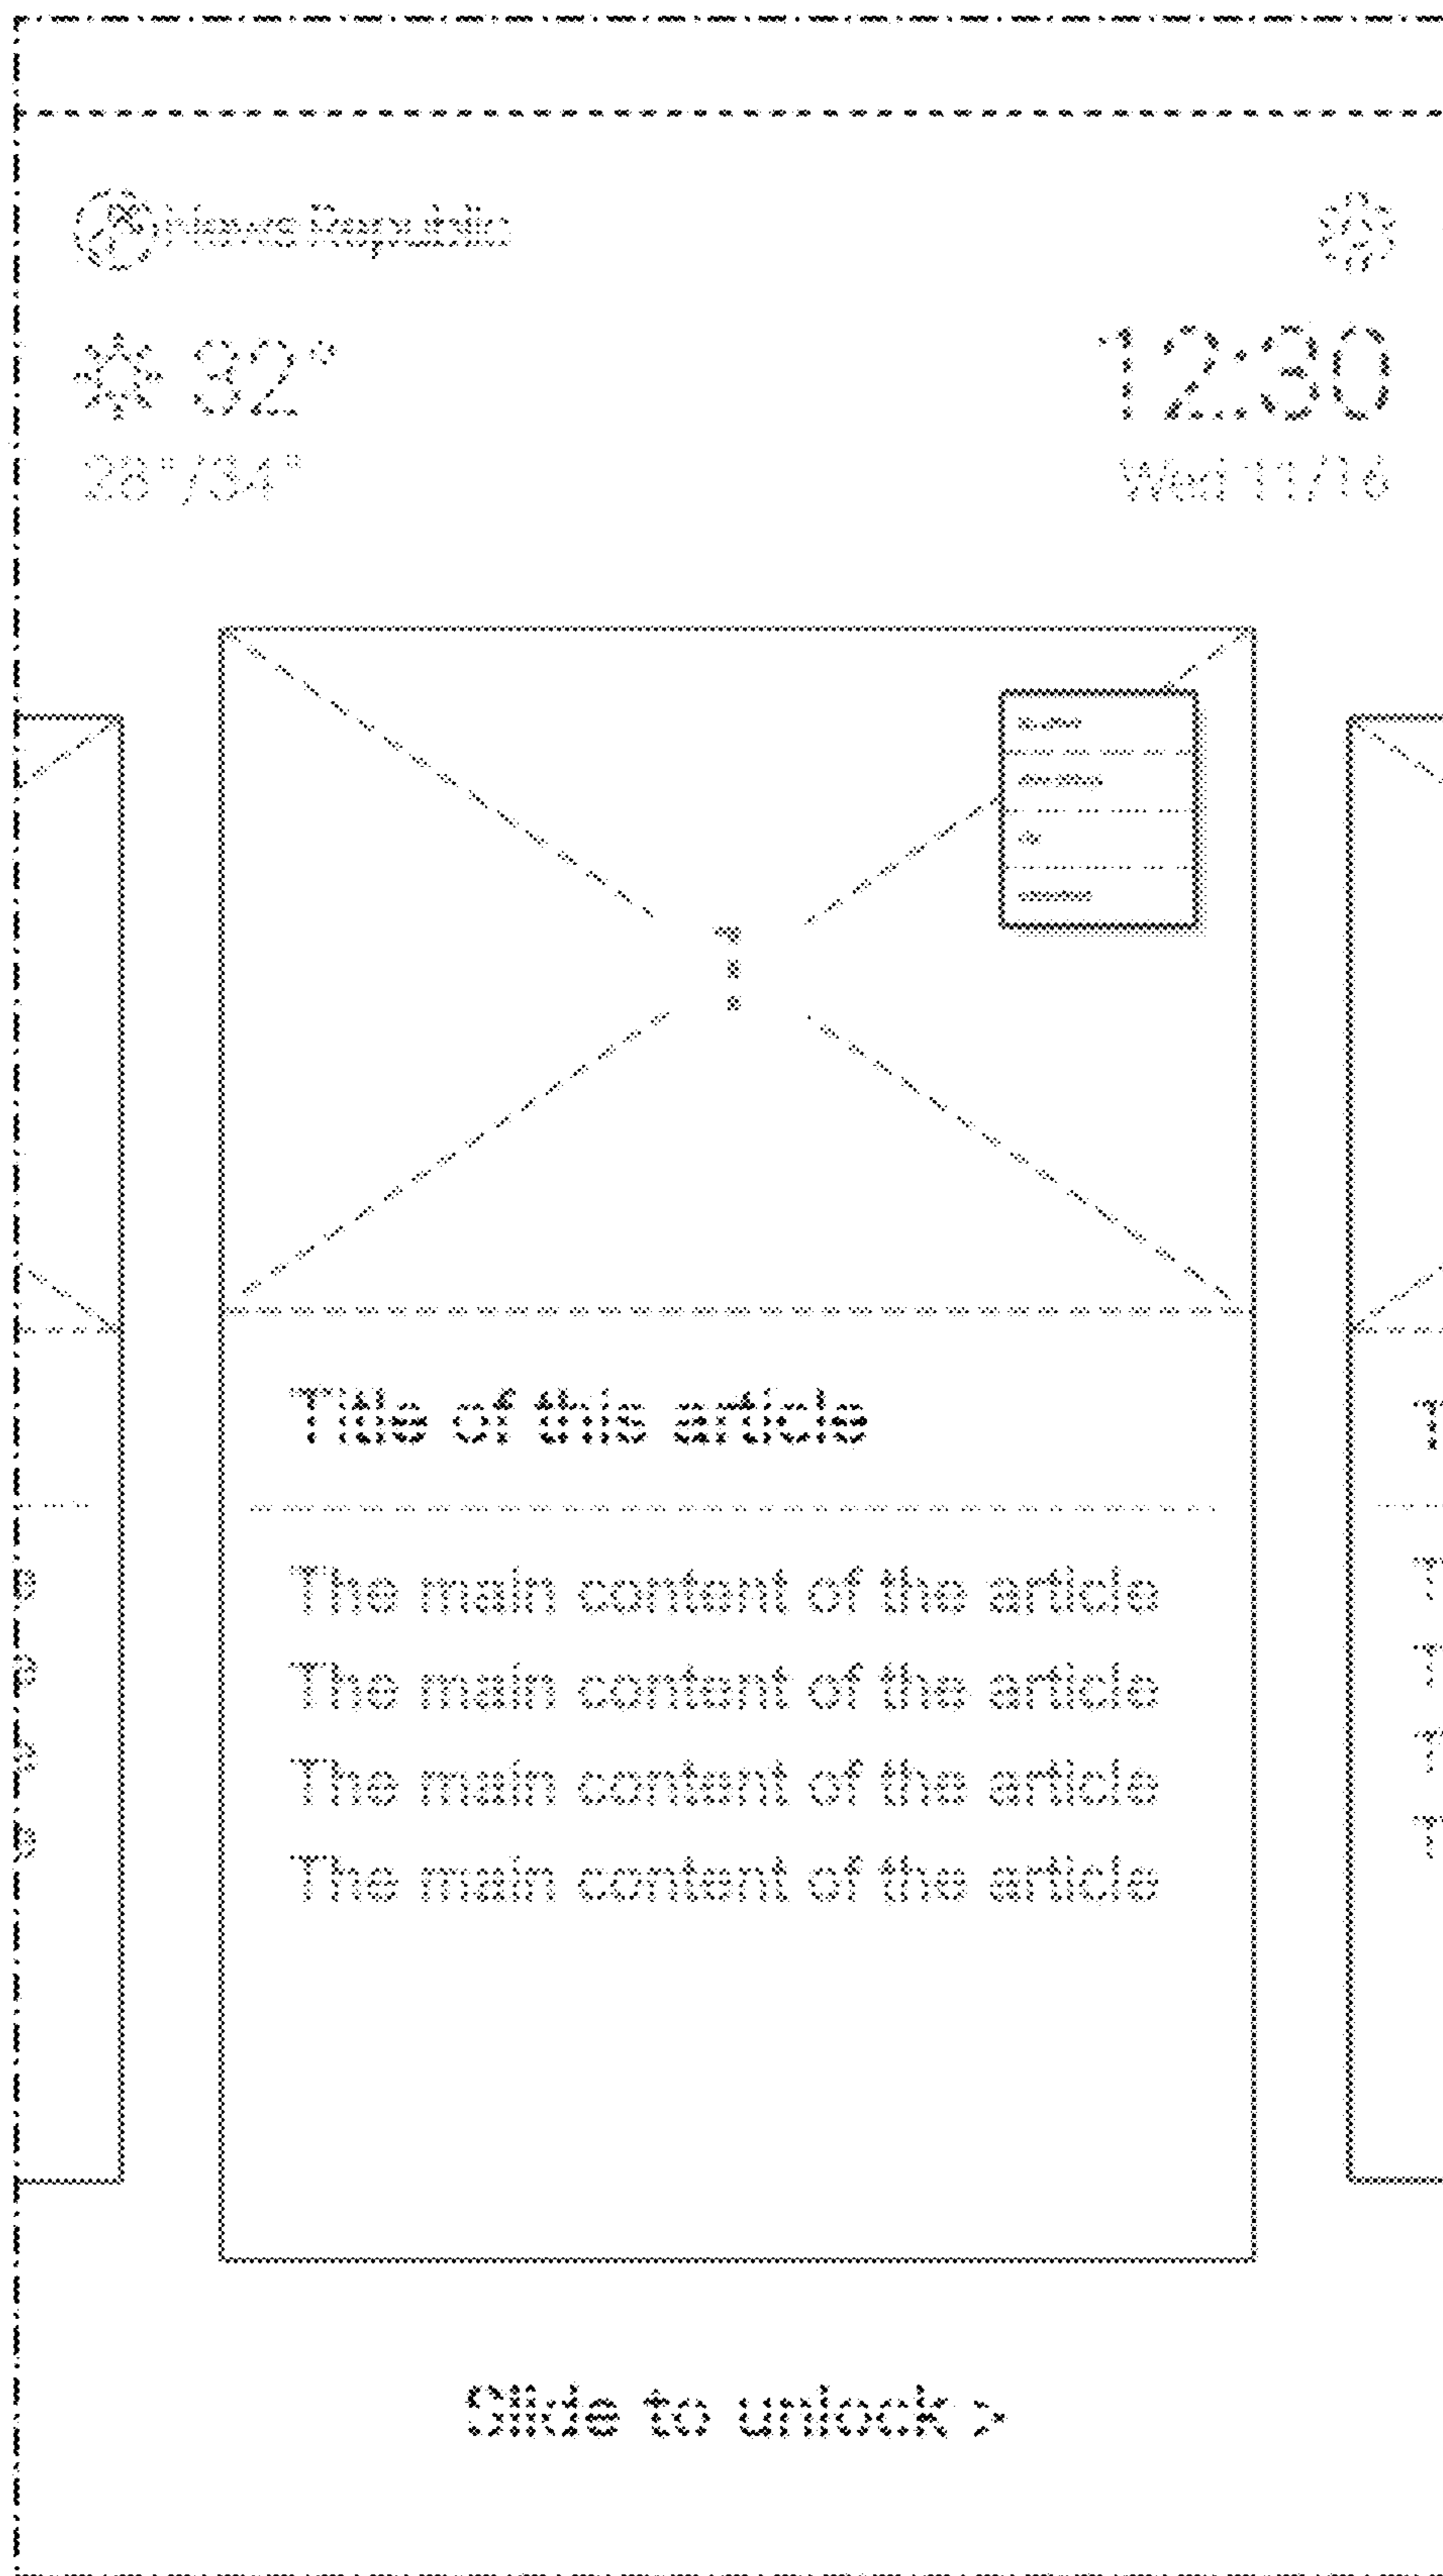 News Republic
32°
12:30
28°/34°
Wed 11/16
1
Title of this article
The main content of the article
The main content of the article
The main content of the article
The main content of the article
e
e
e
e
T
T
T
T
T
Slide to unlock >